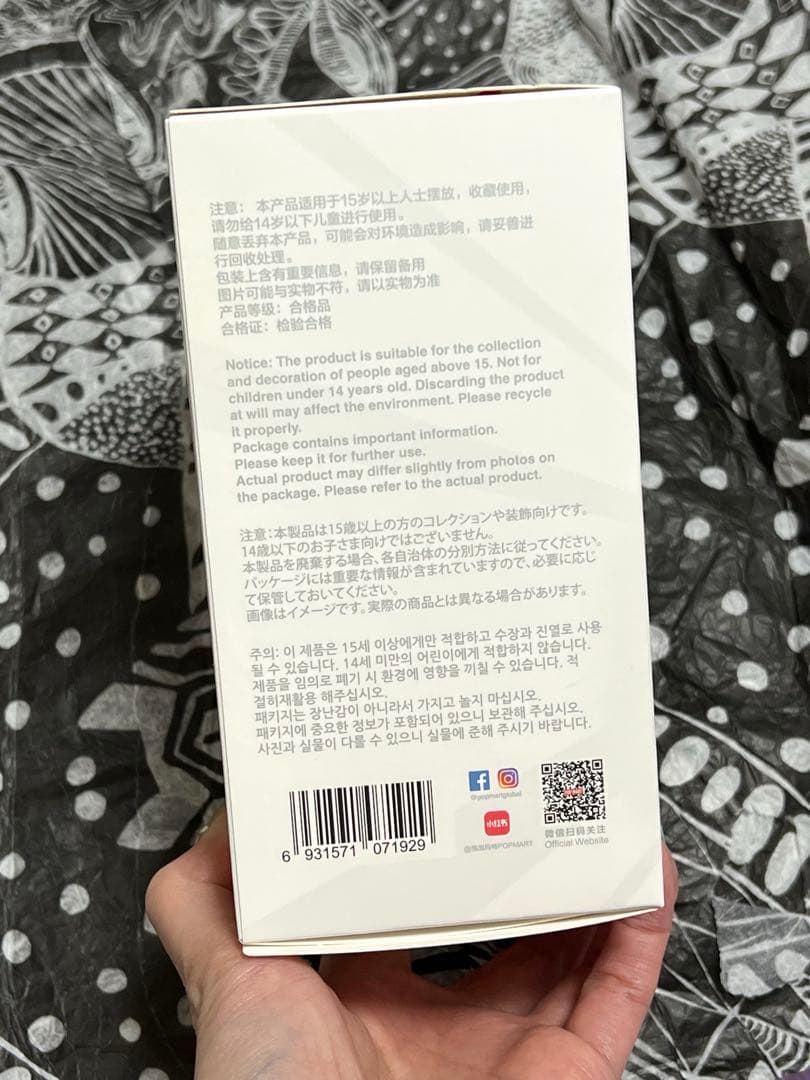 注意： 本产品适用于15岁以上人士摆放，收藏使用，
请勿给14岁以下儿童进行使用。
随意丢弃本产品，可能会对环境造成影响，请妥善进
行回收处理。
包装上含有重要信息，请保留备用
图片可能与实物不符，请以实物为准
产品等级：合格品
合格证：检验合格
Notice: The product is suitable for the collection
and decoration of people aged above 15. Not for
children under 14 years old. Discarding the product
at will may affect the environment. Please recycle
it properly.
Package contains important information.
Please keep it for further use.
Actual product may differ slightly from photos on
the package. Please refer to the actual product.
注意:本製品は15歳以上の方のコレクションや装飾向けです。
14歳以下のお子さま向けではございません。
本製品を廃棄する場合、各自治体の分別方法に従ってください。
パッケージには重要な情報が含まれていますので、必要に応じ
て保管しておいてください。
画像はイメージです。実際の商品とは異なる場合があります。
주의: 이 제품은 15세 이상에게만 적합하고 수장과 진열로 사용
될 수 있습니다. 14세 미만의 어린이에게 적합하지 않습니다.
제품을 임의로 폐기 시 환경에 영향을 끼칠 수 있습니다. 적
절히재활용 해주십시오.
패키지는 장난감이 아니라서 가지고 놀지 마십시오.
패키지에 중요한 정보가 포함되어 있으니 보관해 주십시오.
사진과 실물이 다를 수 있으니 실물에 준해 주시기 바랍니다.
6 931571 071929
@popmartglobal
小红书
@泡泡玛特POPMART
微信扫码关注
Official Website